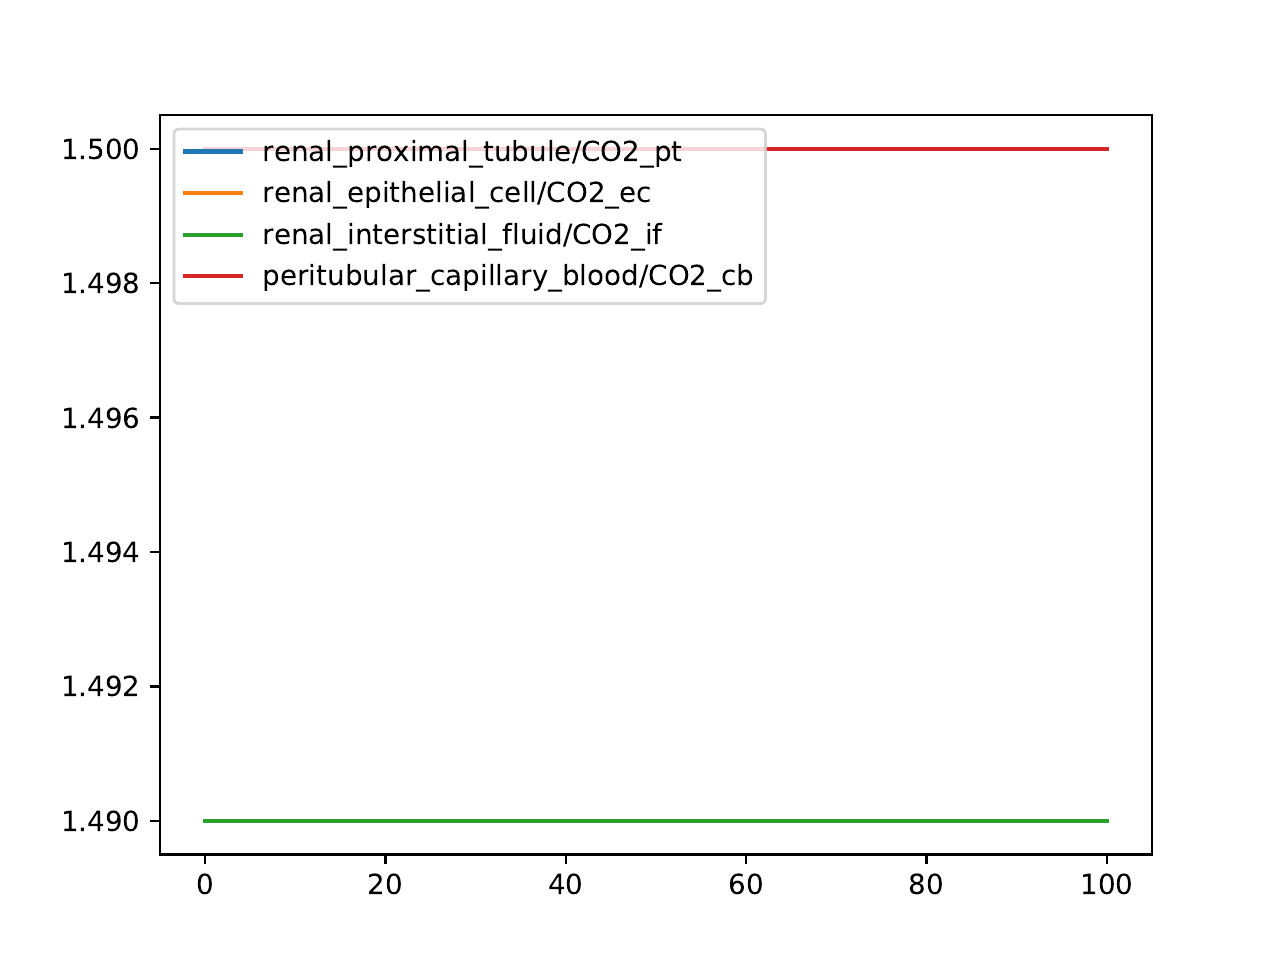 1.500
1.498
1.496
1.494
1.492
1.490
renal_proximal_tubule/CO2_pt
renal_epithelial_cell/CO2_ec
renal_interstitial_fluid/CO2_if
peritubular_capillary_blood/CO2_cb
0 20 40 60 80 100